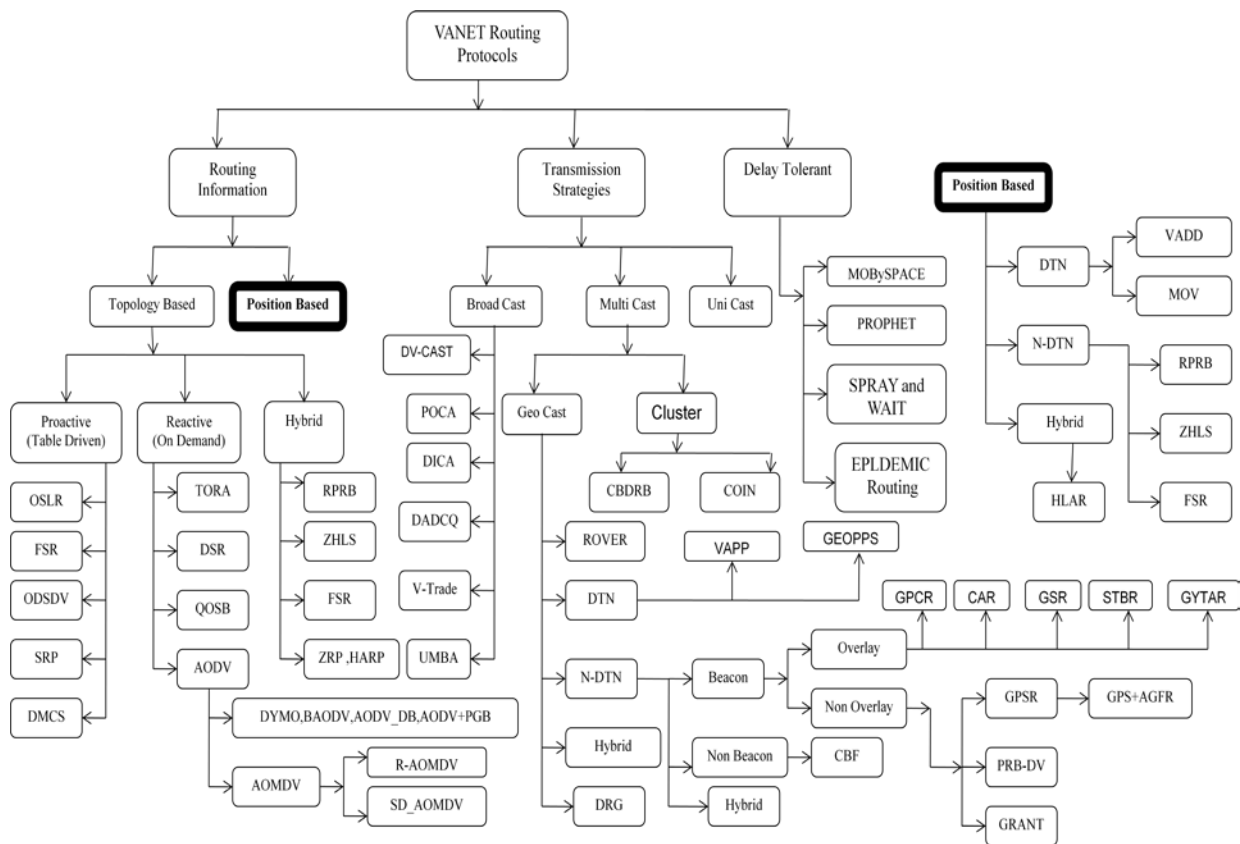 VANET Routing
Protocols
Routing
Information
Transmission
Strategies
Delay Tolerant
Position Based
Topology Based
Position Based
Broad Cast
Multi Cast
Uni Cast
MOBySPACE
PROPHET
SPRAY and
WAIT
EPLDEMIC
Routing
DTN
VADD
MOV
N-DTN
RPRB
ZHLS
FSR
Hybrid
HLAR
Proactive
(Table Driven)
Reactive
(On Demand)
Hybrid
OSLR
FSR
ODSDV
SRP
DMCS
TORA
DSR
QOSB
AODV
DYMO,BAODV,AODV_DB,AODV+PGB
AOMDV
R-AOMDV
SD_AOMDV
RPRB
ZHLS
FSR
ZRP ,HARP
DV-CAST
POCA
DICA
DADCQ
V-Trade
UMBA
Geo Cast
Cluster
CBDRB
COIN
ROVER
DTN
VAPP
GEOPPS
N-DTN
Beacon
Overlay
GPCR
CAR
GSR
STBR
GYTAR
Non Overlay
GPSR
GPS+AGFR
PRB-DV
GRANT
Non Beacon
CBF
Hybrid
Hybrid
DRG